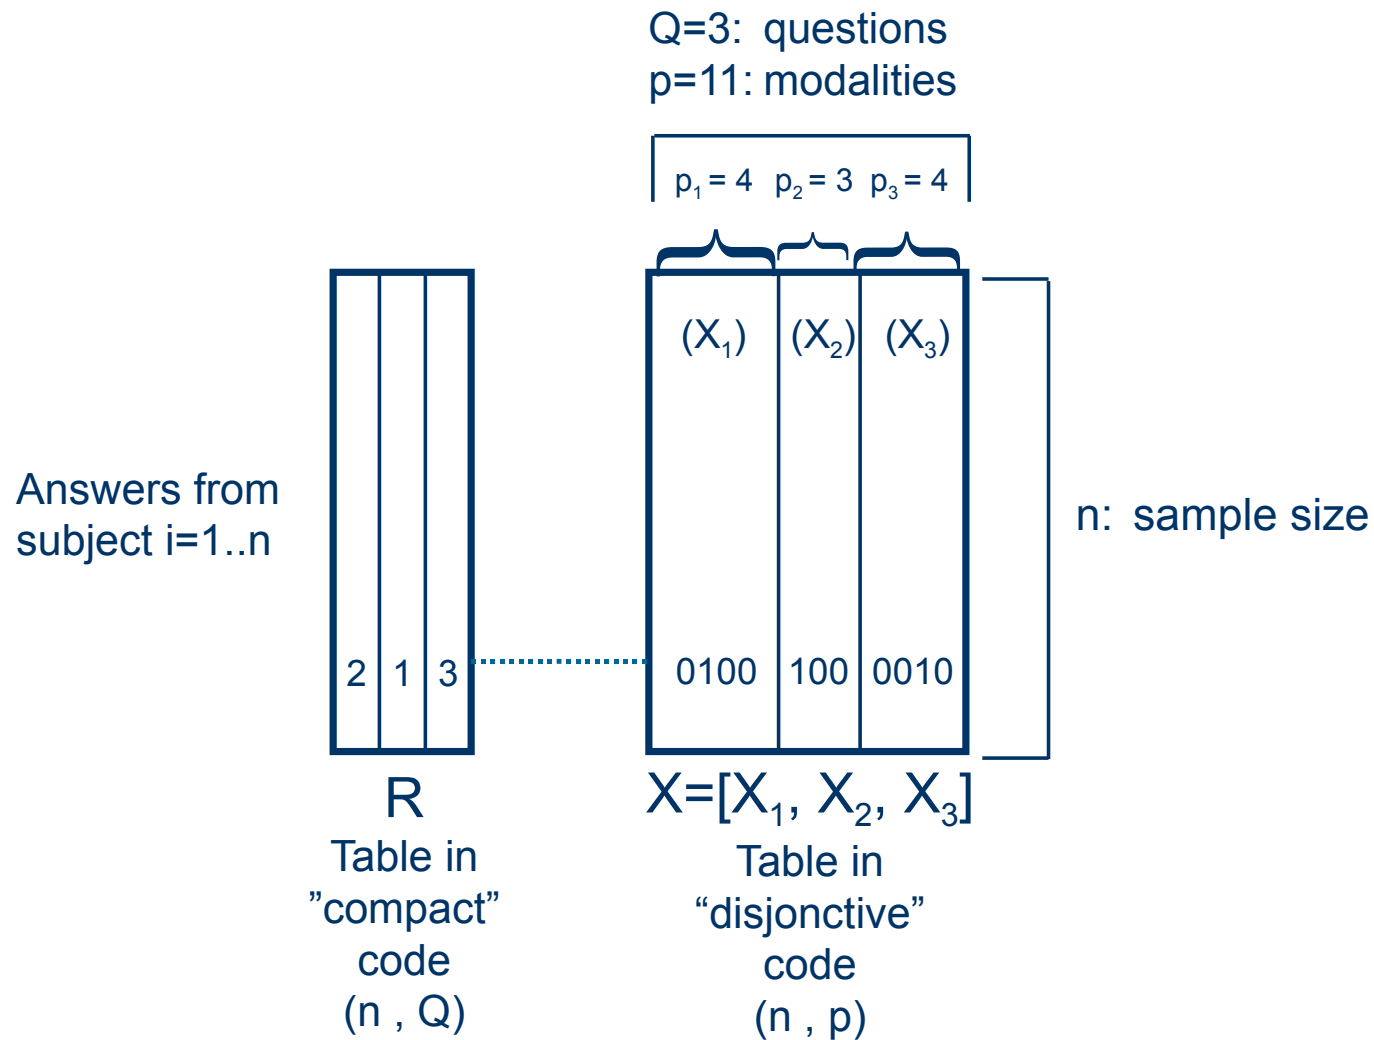 Q=3: questions
p=11: modalities
p₁ = 4 p₂ = 3 p₃ = 4
(X₁) (X₂) (X₃)
Answers from
subject i=1..n
n: sample size
2 1 3 0100 100 0010
R
Table in
”compact”
code
(n , Q)
X=[X₁, X₂, X₃]
Table in
“disjonctive”
code
(n , p)